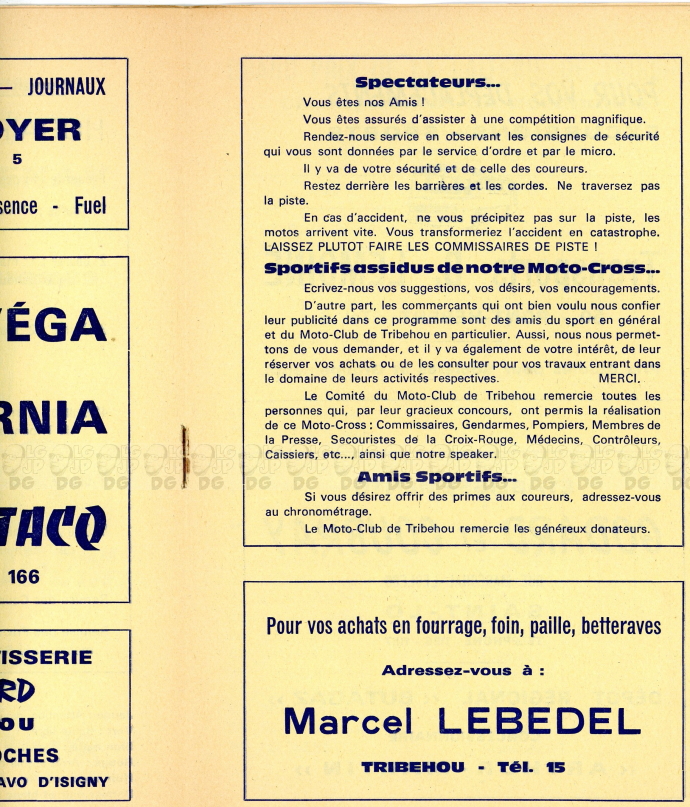 — JOURNAUX
OYER
5
sence - Fuel
VÉGA
RNIA
TACQ
166
TISSERIE
RD
OU
OCHES
AVO D'ISIGNY
Spectateurs...
Vous êtes nos Amis !
Vous êtes assurés d'assister à une compétition magnifique.
Rendez-nous service en observant les consignes de sécurité
qui vous sont données par le service d'ordre et par le micro.
Il y va de votre sécurité et de celle des coureurs.
Restez derrière les barrières et les cordes. Ne traversez pas
la piste.
En cas d'accident, ne vous précipitez pas sur la piste, les
motos arrivent vite. Vous transformeriez l'accident en catastrophe.
LAISSEZ PLUTOT FAIRE LES COMMISSAIRES DE PISTE !
Sportifs assidus de notre Moto-Cross...
Ecrivez-nous vos suggestions, vos désirs, vos encouragements.
D'autre part, les commerçants qui ont bien voulu nous confier
leur publicité dans ce programme sont des amis du sport en général
et du Moto-Club de Tribehou en particulier. Aussi, nous nous permet-
tons de vous demander, et il y va également de votre intérêt, de leur
réserver vos achats ou de les consulter pour vos travaux entrant dans
le domaine de leurs activités respectives. MERCI.
Le Comité du Moto-Club de Tribehou remercie toutes les
personnes qui, par leur gracieux concours, ont permis la réalisation
de ce Moto-Cross : Commissaires, Gendarmes, Pompiers, Membres de
la Presse, Secouristes de la Croix-Rouge, Médecins, Contrôleurs,
Caissiers, etc..., ainsi que notre speaker.
Amis Sportifs...
Si vous désirez offrir des primes aux coureurs, adressez-vous
au chronométrage.
Le Moto-Club de Tribehou remercie les généreux donateurs.
Pour vos achats en fourrage, foin, paille, betteraves
Adressez-vous à :
Marcel LEBEDEL
TRIBEHOU - Tél. 15